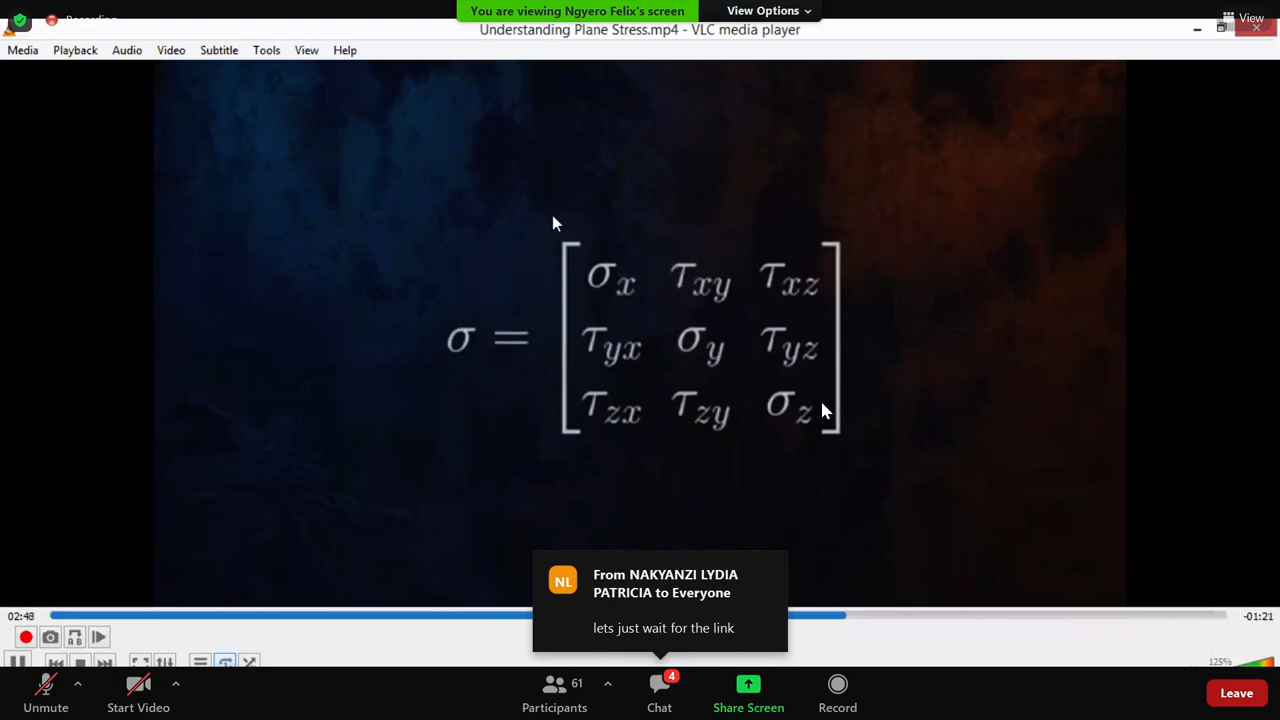 You are viewing Ngyero Felix's screen
View Options
Recording
View
Understanding Plane Stress.mp4 - VLC media player
Media Playback Audio Video Subtitle Tools View Help
σ = [ σx τxy τxz
τyx σy τyz
τzx τzy σz ]
NL
From NAKYANZI LYDIA
PATRICIA to Everyone
lets just wait for the link
02:48
-01:21
125%
61
4
Unmute
Start Video
Participants
Chat
Share Screen
Record
Leave